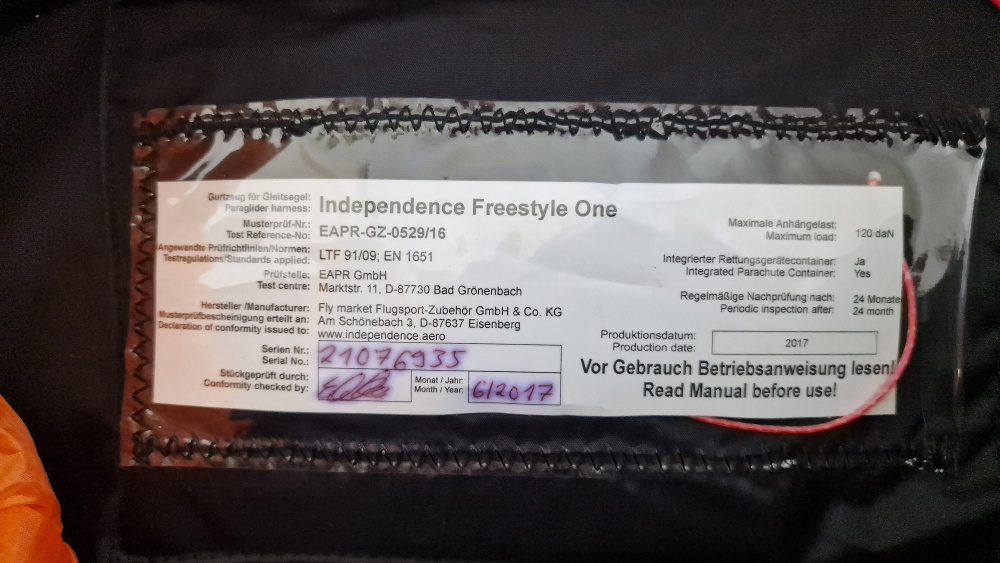 Gurtzeug für Gleitsegel:
Paraglider harness:
Independence Freestyle One
Musterprüf-Nr.:
Test Reference-No:
EAPR-GZ-0529/16
Angewandte Prüfrichtlinien/Normen:
Testregulations/Standards applied:
LTF 91/09; EN 1651
Prüfstelle:
Test centre:
EAPR GmbH
Marktstr. 11, D-87730 Bad Grönenbach
Hersteller /Manufacturer:
Musterprüfbescheinigung erteilt an:
Declaration of conformity issued to:
Fly market Flugsport-Zubehör GmbH & Co. KG
Am Schönebach 3, D-87637 Eisenberg
www.independence.aero
Serien Nr.:
Serial No.:
21076935
Stückgeprüft durch:
Conformity checked by:
Monat / Jahr:
Month / Year:
6/2017
Maximale Anhängelast:
Maximum load:
120 daN
Integrierter Rettungsgerätecontainer:
Integrated Parachute Container:
Ja
Yes
Regelmäßige Nachprüfung nach:
Periodic inspection after:
24 Monate
24 month
Produktionsdatum:
Production date:
2017
Vor Gebrauch Betriebsanweisung lesen!
Read Manual before use!